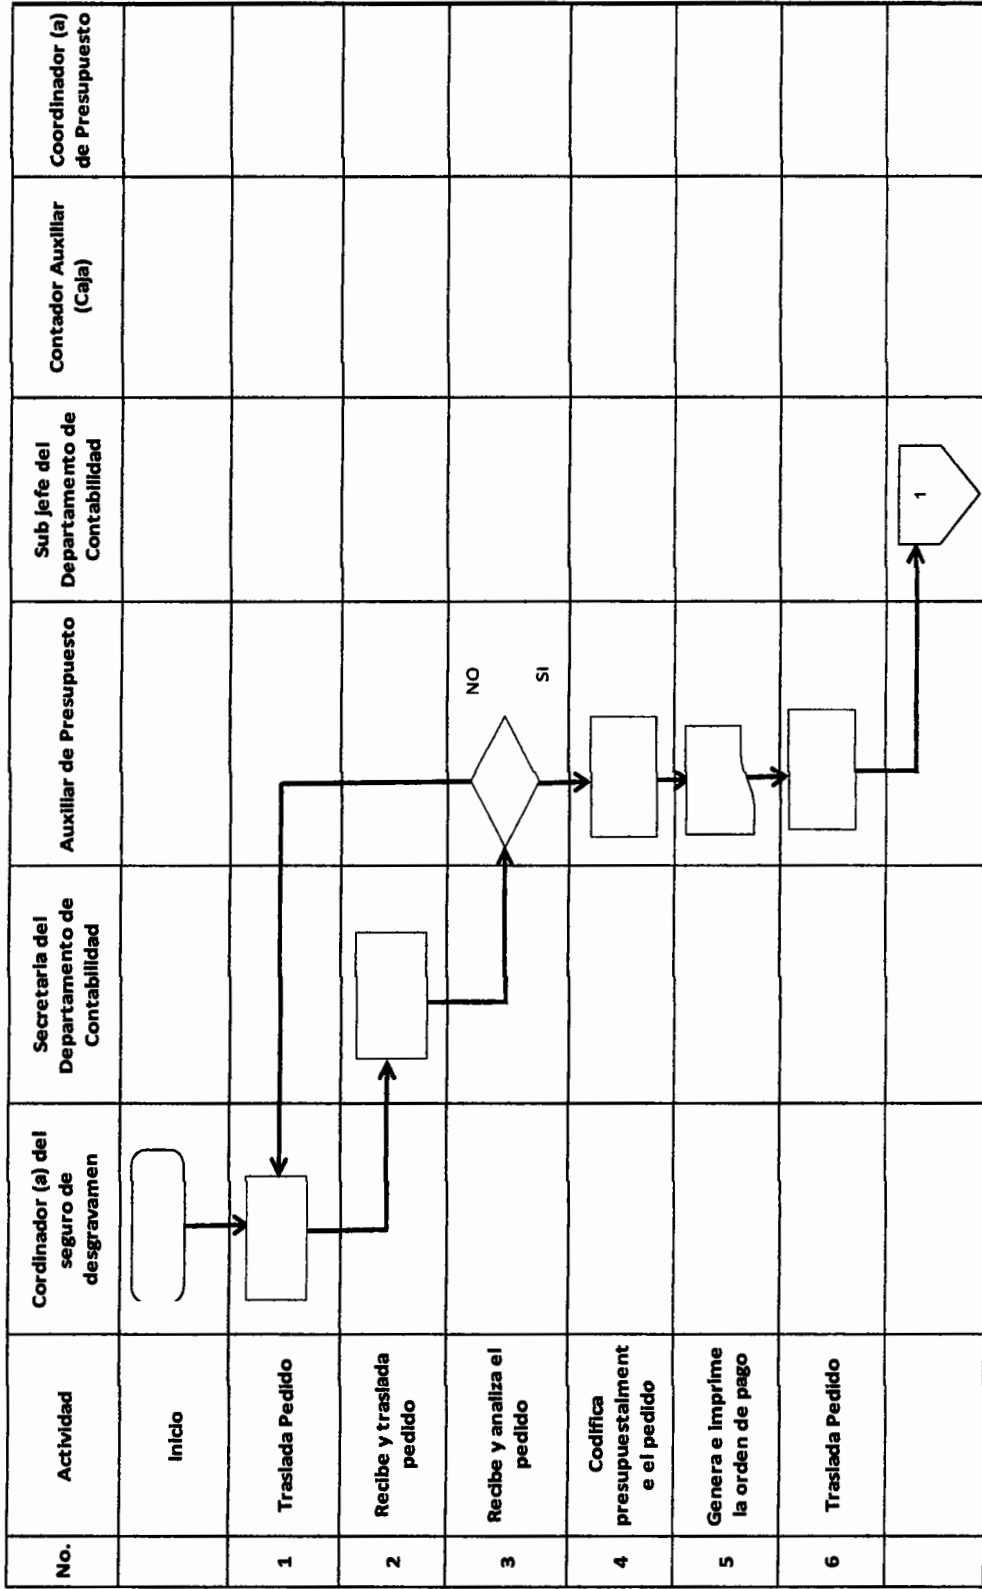 No.
Actividad
Cordinador (a) del
seguro de
desgravamen
Secretaria del
Departamento de
Contabilidad
Auxiliar de Presupuesto
Sub jefe del
Departamento de
Contabilidad
Contador Auxiliar
(Caja)
Coordinador (a)
de Presupuesto
Inicio
1
Traslada Pedido
2
Recibe y traslada
pedido
3
Recibe y analiza el
pedido
NO
SI
4
Codifica
presupuestalment
e el pedido
5
Genera e imprime
la orden de pago
6
Traslada Pedido
1